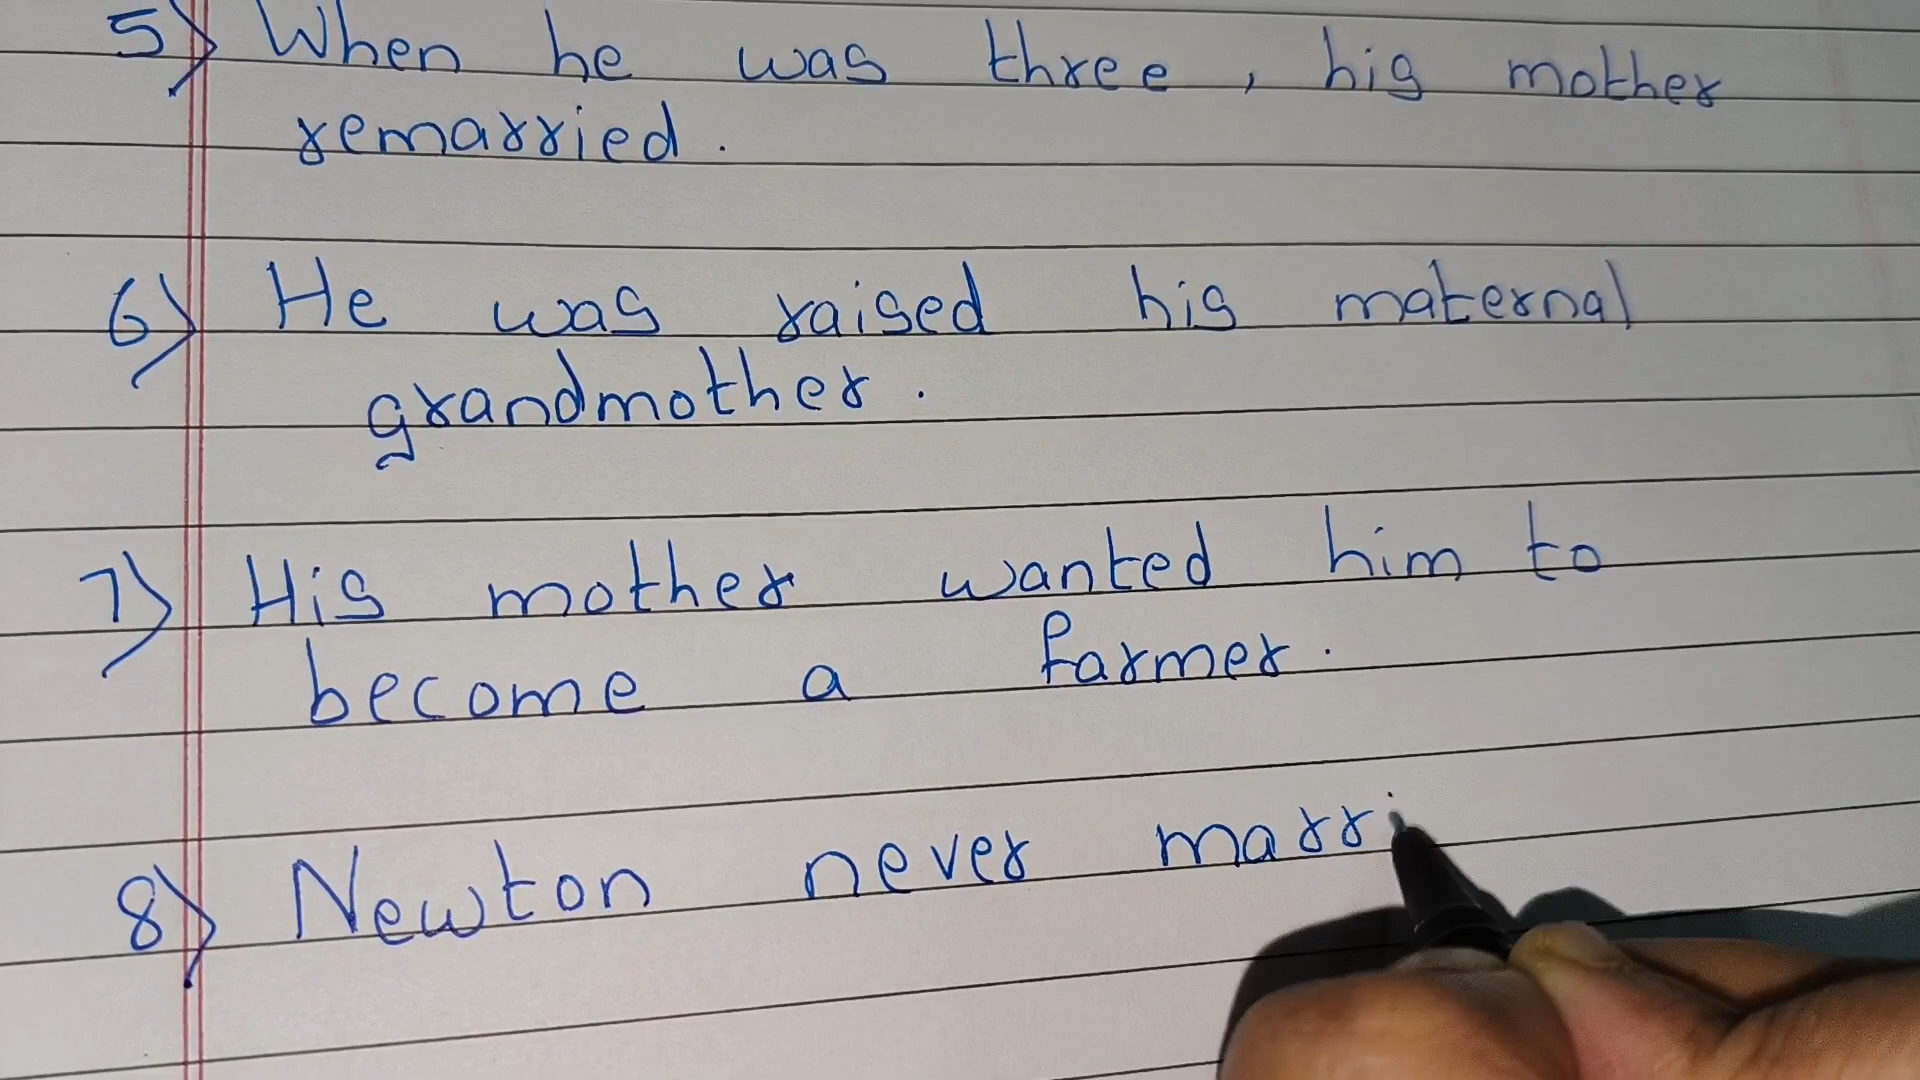 5) When he was three, his mother
remarried.
6) He was raised his maternal
grandmother.
7) His mother wanted him to
become a farmer.
8) Newton never marri